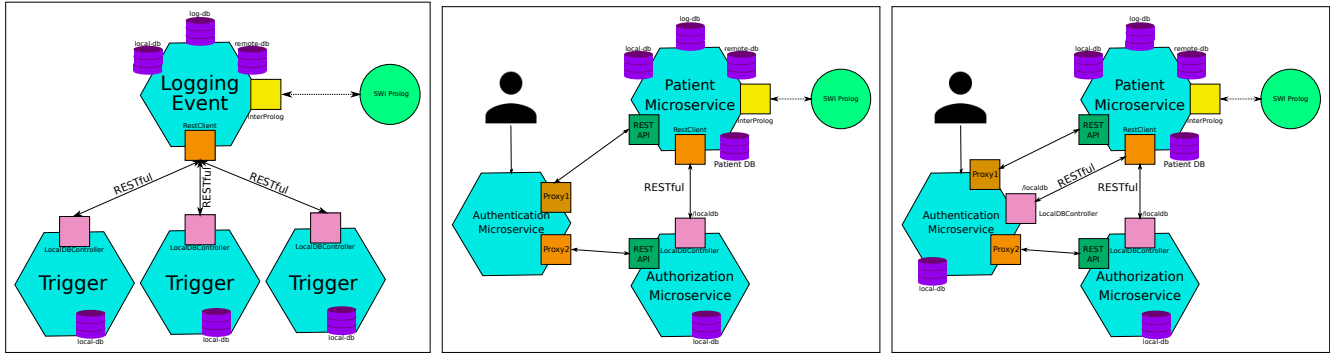 log-db
local-db
remote-db
Logging
Event
SWI Prolog
InterProlog
RestClient
RESTful
RESTful
RESTful
LocalDBController
LocalDBController
LocalDBController
Trigger
Trigger
Trigger
local-db
local-db
local-db
log-db
local-db
remote-db
Patient
Microservice
SWI Prolog
InterProlog
REST
API
RestClient
Patient DB
RESTful
Proxy1
Authentication
Microservice
Proxy2
/localdb
LocalDBController
REST
API
Authorization
Microservice
local-db
log-db
local-db
remote-db
Patient
Microservice
SWI Prolog
InterProlog
REST
API
RestClient
Patient DB
Proxy1
RESTful
RESTful
/localdb
LocalDBController
Authentication
Microservice
Proxy2
local-db
/localdb
LocalDBController
REST
API
Authorization
Microservice
local-db